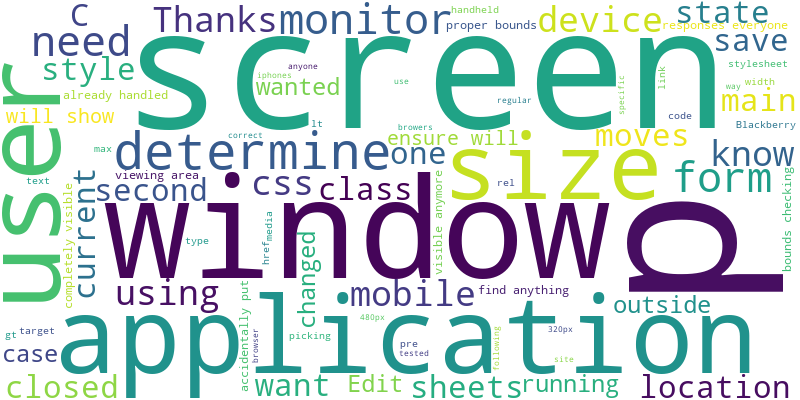 handheld
C
Thanks
monitor
device
state
proper bounds
responses everyone
need
screen
save
anyone
style
iphones
wanted
use
stylesheet
already handled
specific
link
way
width
regular
main
will show
code
Blackberry
lt
browers
user
correct
ensure will
moves
max
determine
one
know
viewing area
text
second
css
class
size
form
rel
current
completely visible
window
p
visible anymore
bounds checking
href
media
type
changed
using
mobile
find anything
outside
accidentally put
application
480px
320px
gt
target
picking
pre
tested
browser
following
case
site
closed
want
Edit
sheets
running
location